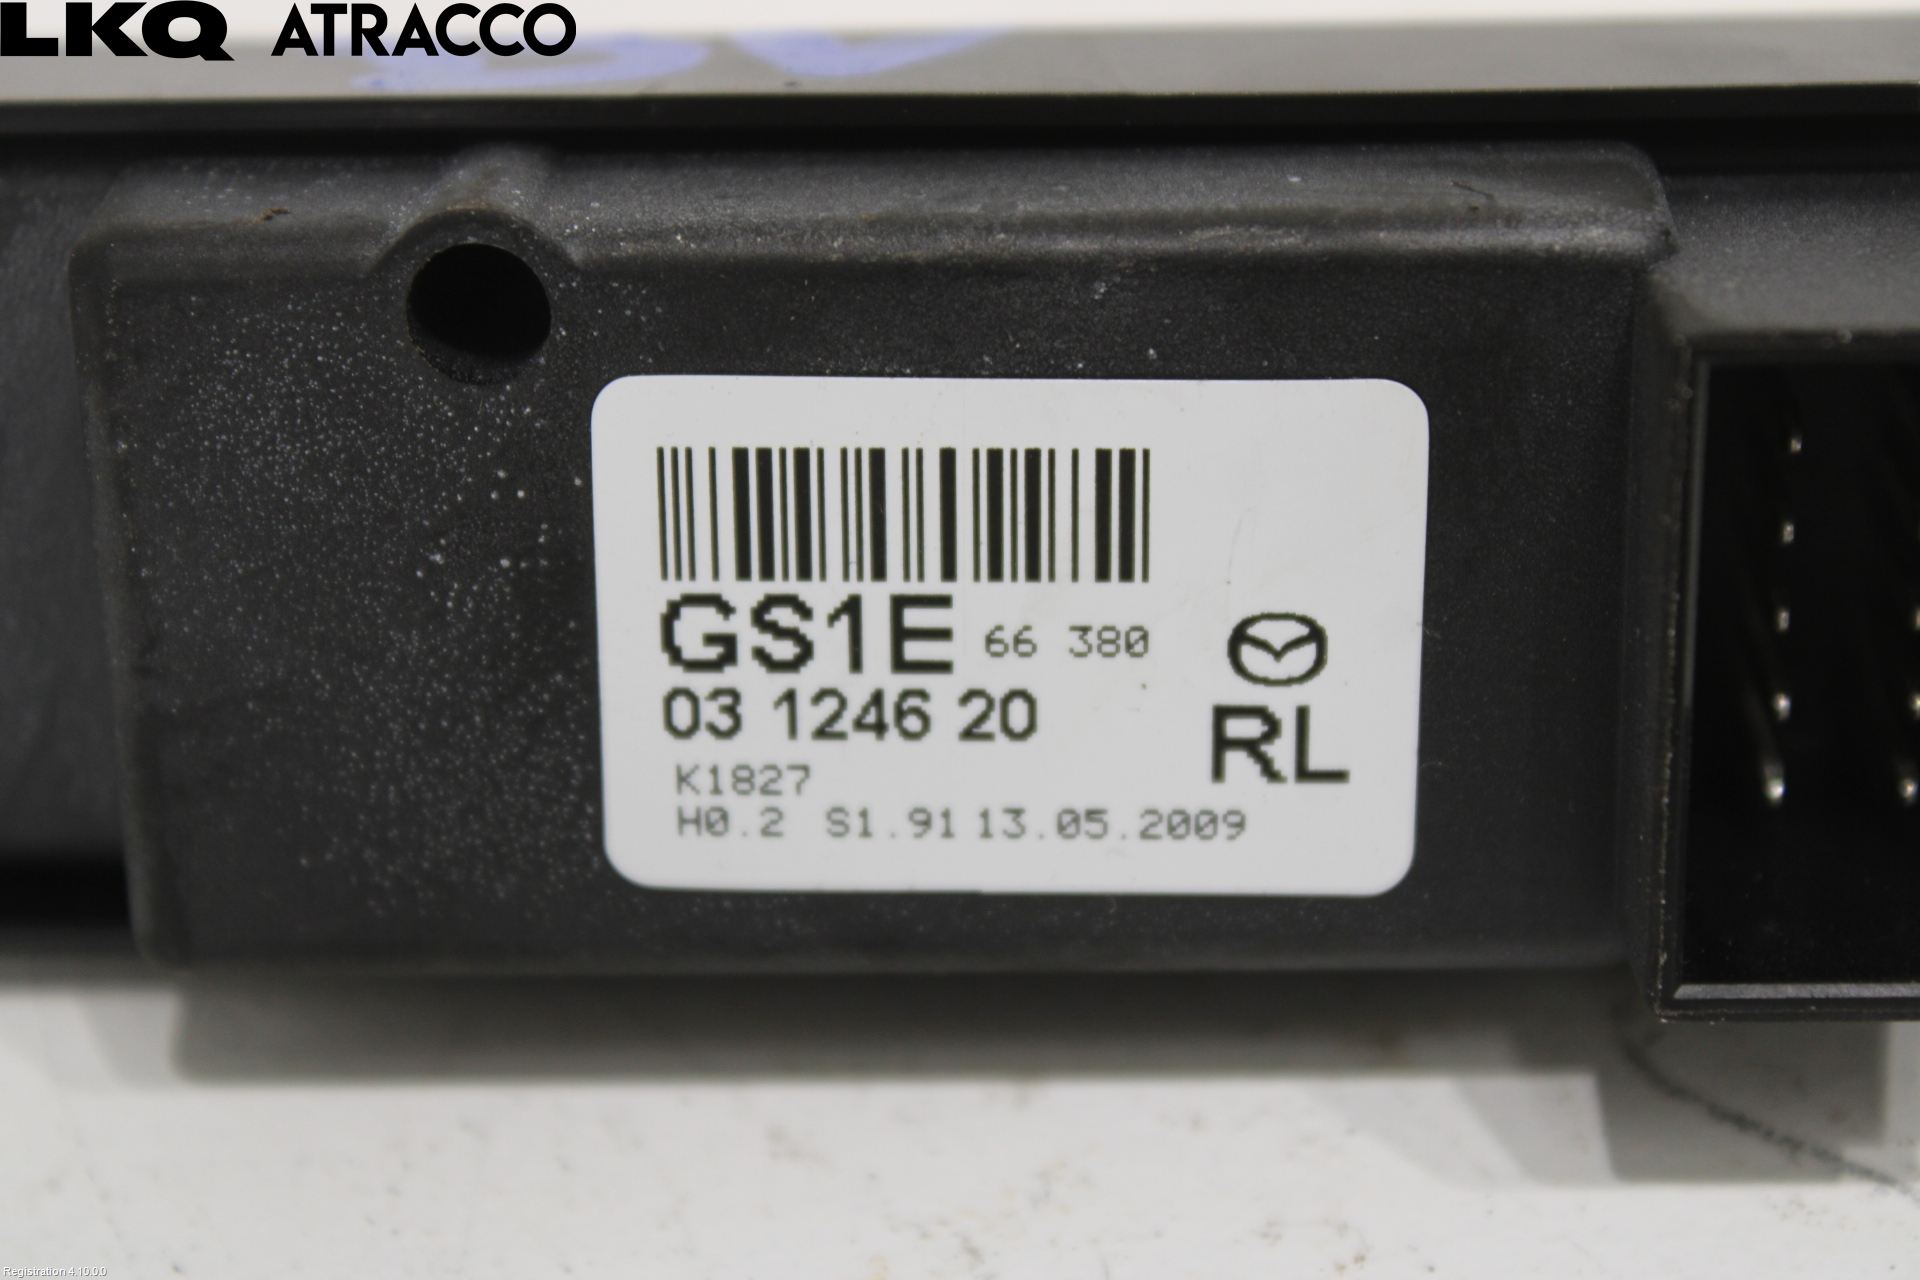 LKQ ATRACCO
GS1E 66 380
03 1246 20
RL
K1827
H0.2 S1.91 13.05.2009
Registration 4.10.0.0